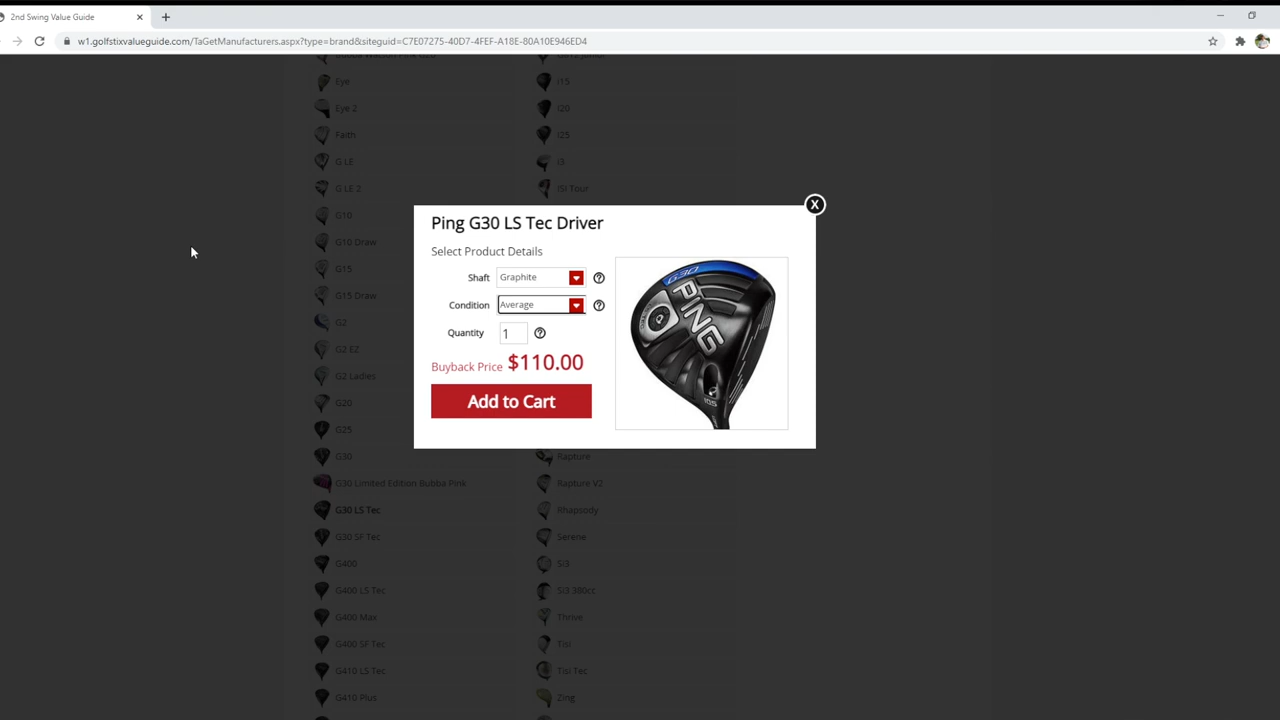 2nd Swing Value Guide
w1.golfstixvalueguide.com/TaGetManufacturers.aspx?type=brand&siteguid=C7E07275-40D7-4FEF-A18E-80A10E946ED4
Eye
i15
Eye 2
I20
Faith
I25
G LE
i3
G LE 2
ISI Tour
G10
G10 Draw
G15
G15 Draw
G2
G2 EZ
G2 Ladies
G20
G25
G30
Rapture
G30 Limited Edition Bubba Pink
Rapture V2
G30 LS Tec
Rhapsody
G30 SF Tec
Serene
G400
Si3
G400 LS Tec
Si3 380cc
G400 Max
Thrive
G400 SF Tec
Tisi
G410 LS Tec
Tisi Tec
G410 Plus
Zing
X
Ping G30 LS Tec Driver
Select Product Details
Shaft Graphite ?
Condition Average ?
Quantity 1 ?
Buyback Price $110.00
Add to Cart
G30
PING
10.5